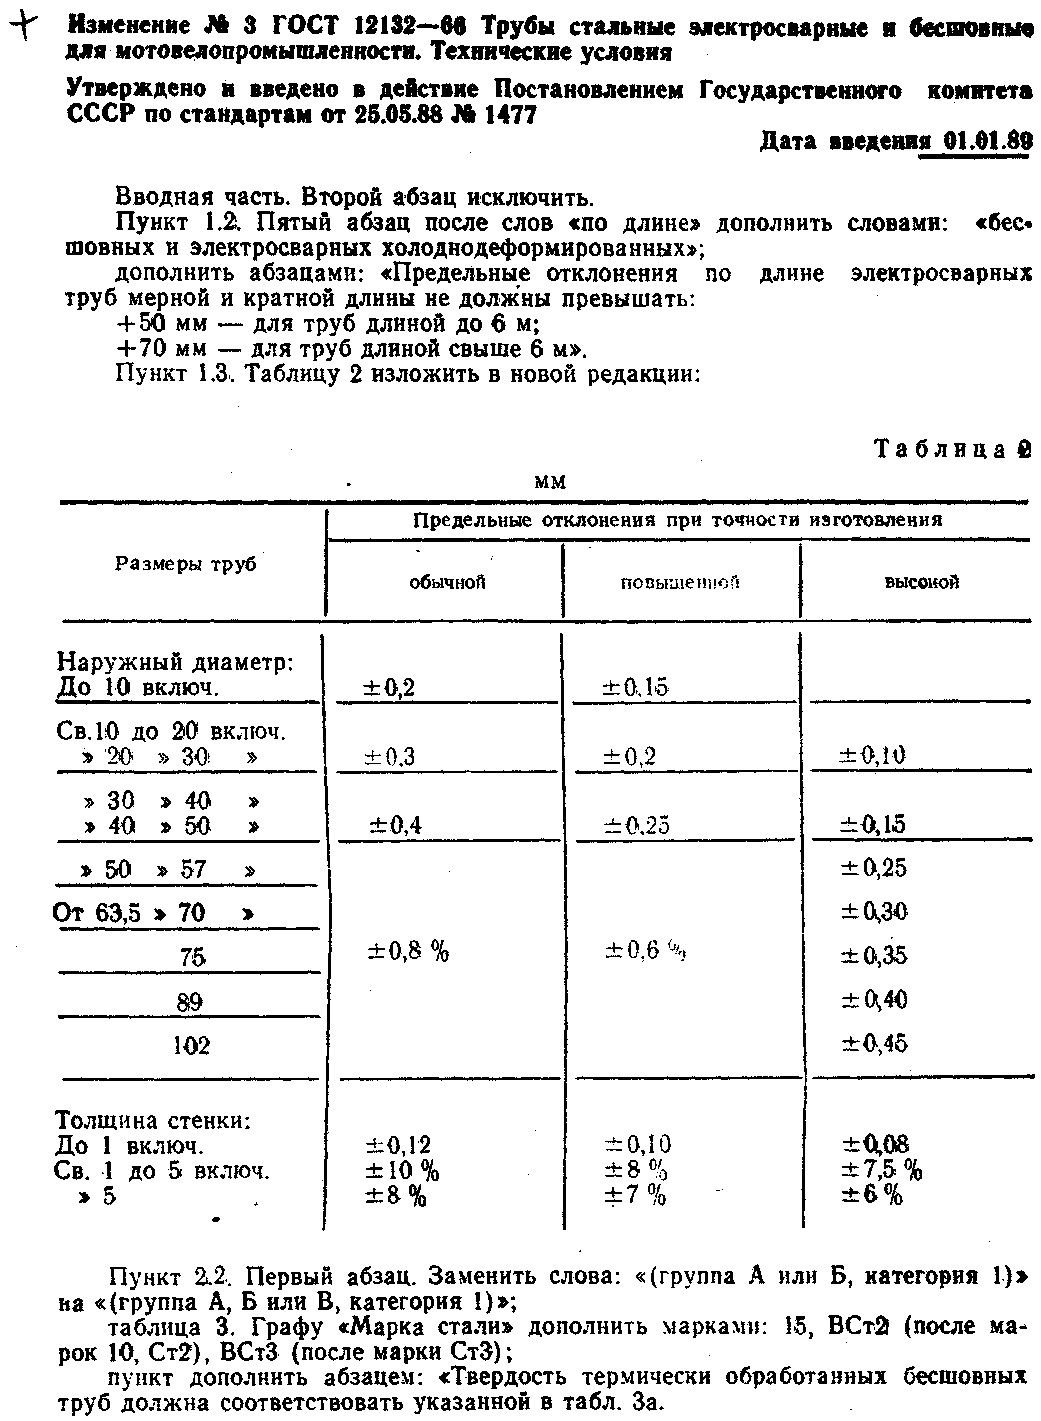 Изменение № 3 ГОСТ 12132—66 Трубы стальные электросварные и бесшовные
для мотовелопромышленности. Технические условия
Утверждено и введено в действие Постановлением Государственного комитета
СССР по стандартам от 25.05.88 № 1477
Дата введения 01.01.89
Вводная часть. Второй абзац исключить.
Пункт 1.2. Пятый абзац после слов «по длине» дополнить словами: «бес-
шовных и электросварных холоднодеформированных»;
дополнить абзацами: «Предельные отклонения по длине электросварных
труб мерной и кратной длины не должны превышать:
+50 мм — для труб длиной до 6 м;
+70 мм — для труб длиной свыше 6 м».
Пункт 1.3. Таблицу 2 изложить в новой редакции:
Таблица 2
мм
Размеры труб
Предельные отклонения при точности изготовления
обычной повышенной высокой
Наружный диаметр:
До 10 включ. ±0,2 ±0,15
Св.10 до 20 включ.
» 20 » 30 » ±0,3 ±0,2 ±0,10
» 30 » 40 »
» 40 » 50 » ±0,4 ±0,25 ±0,15
» 50 » 57 » ±0,25
От 63,5 » 70 » ±0,30
75 ±0,8 % ±0,6 % ±0,35
89 ±0,40
102 ±0,45
Толщина стенки:
До 1 включ. ±0,12 ±0,10 ±0,08
Св. 1 до 5 включ. ±10 % ±8 % ±7,5 %
» 5 ±8 % ±7 % ±6 %
Пункт 2.2. Первый абзац. Заменить слова: «(группа А или Б, категория 1)»
на «(группа А, Б или В, категория 1)»;
таблица 3. Графу «Марка стали» дополнить марками: 15, ВСт2 (после ма-
рок 10, Ст2), ВСт3 (после марки Ст3);
пункт дополнить абзацем: «Твердость термически обработанных бесшовных
труб должна соответствовать указанной в табл. 3а.